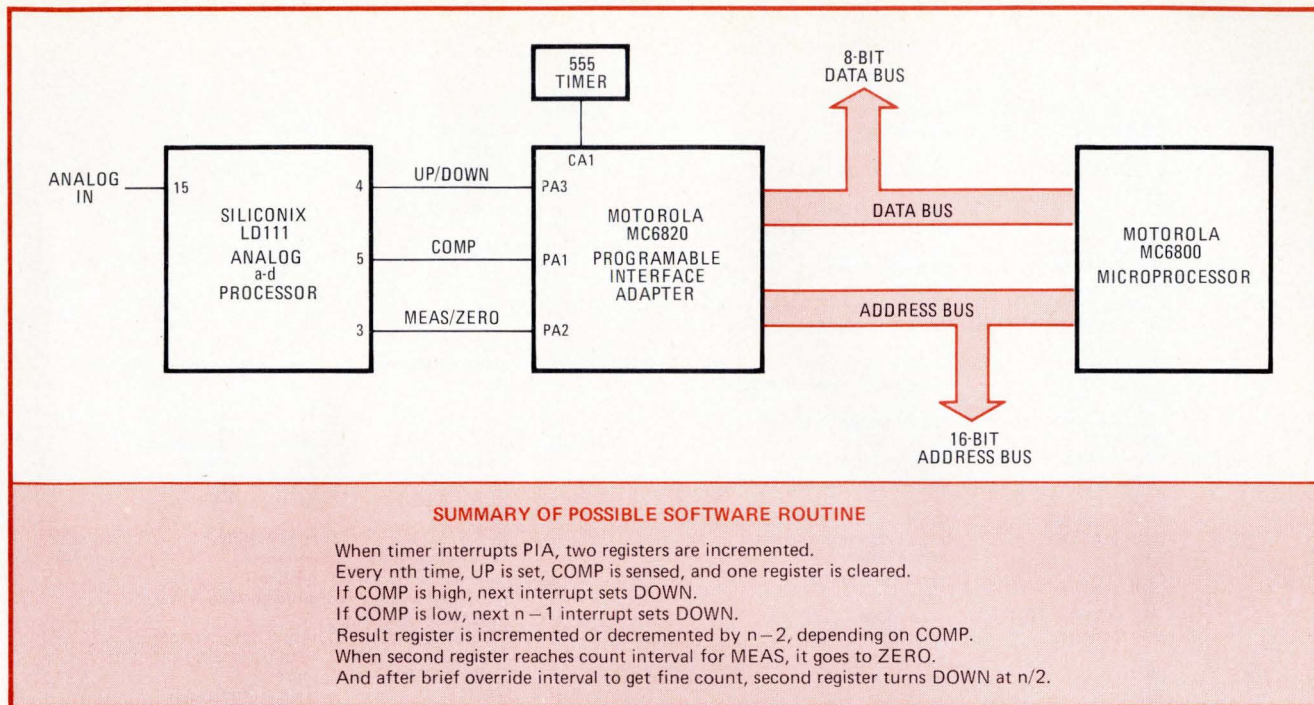 555
TIMER
8-BIT
DATA BUS
CA1
ANALOG
IN
15
4
UP/DOWN
PA3
SILICONIX
LD111
ANALOG
a-d
PROCESSOR
5
COMP
PA1
3
MEAS/ZERO
PA2
MOTOROLA
MC6820
PROGRAMABLE
INTERFACE
ADAPTER
DATA BUS
ADDRESS BUS
MOTOROLA
MC6800
MICROPROCESSOR
16-BIT
ADDRESS BUS
SUMMARY OF POSSIBLE SOFTWARE ROUTINE
When timer interrupts PIA, two registers are incremented.
Every nth time, UP is set, COMP is sensed, and one register is cleared.
If COMP is high, next interrupt sets DOWN.
If COMP is low, next n – 1 interrupt sets DOWN.
Result register is incremented or decremented by n–2, depending on COMP.
When second register reaches count interval for MEAS, it goes to ZERO.
And after brief override interval to get fine count, second register turns DOWN at n/2.